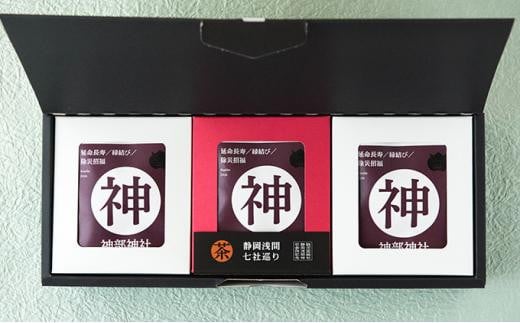 延命長寿／縁結び／
除災招福
神
神部神社
延命長寿／縁結び／
除災招福
神
茶
静岡浅間
七社巡り
延命長寿／縁結び／
除災招福
神
神部神社